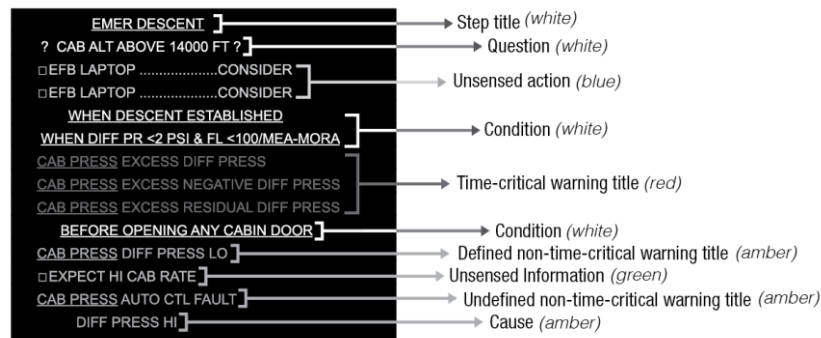 EMER DESCENT
Step title (white)
? CAB ALT ABOVE 14000 FT ?
Question (white)
□EFB LAPTOP ....................CONSIDER
□EFB LAPTOP ....................CONSIDER
Unsensed action (blue)
WHEN DESCENT ESTABLISHED
WHEN DIFF PR <2 PSI & FL <100/MEA-MORA
Condition (white)
CAB PRESS EXCESS DIFF PRESS
CAB PRESS EXCESS NEGATIVE DIFF PRESS
CAB PRESS EXCESS RESIDUAL DIFF PRESS
Time-critical warning title (red)
BEFORE OPENING ANY CABIN DOOR
Condition (white)
CAB PRESS DIFF PRESS LO
Defined non-time-critical warning title (amber)
□EXPECT HI CAB RATE
Unsensed Information (green)
CAB PRESS AUTO CTL FAULT
Undefined non-time-critical warning title (amber)
DIFF PRESS HI
Cause (amber)